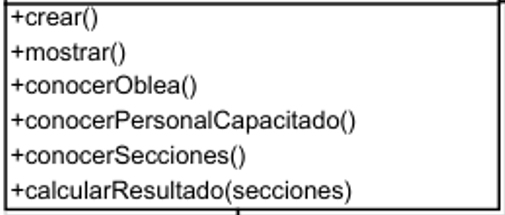 +crear()
+mostrar()
+conocerOblea()
+conocerPersonalCapacitado()
+conocerSecciones()
+calcularResultado(secciones)